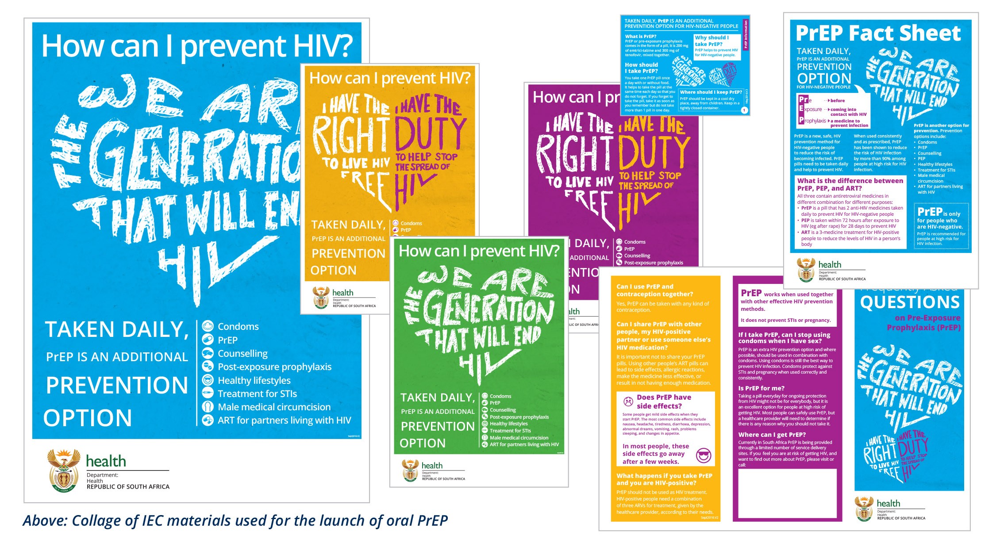 How can I prevent HIV?
WE ARE
THE GENERATIO
THAT WILL EN
HIV
TAKEN DAILY,
PrEP IS AN ADDITIONAL
PREVENTION
OPTION
Condoms
PrEP
Counselling
Post-exposure prophylaxis
Healthy lifestyles
Treatment for STIs
Male medical circumcision
ART for partners living with HIV
Sept2016.V2
health
Department:
Health
REPUBLIC OF SOUTH AFRICA
How can I prevent HIV?
I HAVE THE
RIGHT
TO LIVE HIV
FREE
I HAVE THE
DUTY
TO HELP STOP
THE SPREAD OF
HIV
TAKEN DAILY,
PrEP IS AN ADDITIONAL
PREVENTION
OPTION
Condoms
PrEP
health
Department:
Health
REPUBLIC OF SOUTH AFRICA
How can I prevent HIV?
WE ARE
THE GENERATION
THAT WILL END
HIV
TAKEN DAILY,
PrEP IS AN ADDITIONAL
PREVENTION
OPTION
Condoms
PrEP
Counselling
Post-exposure prophylaxis
Healthy lifestyles
Treatment for STIs
Male medical circumcision
ART for partners living with HIV
health
Department:
Health
REPUBLIC OF SOUTH AFRICA
How can I pr
I HAVE THE
RIGHT
TO LIVE HIV
FREE
I HAVE THE
DUTY
TO HELP STOP
THE SPREAD OF
HIV
DAILY,
ADDITIONAL
ENTIO
ON
Condoms
PrEP
Counselling
Post-exposure prophylaxis
alth
ment:
LIC OF SOUTH AFRI
TAKEN DAILY, PrEP IS AN ADDITIONAL
PREVENTION OPTION FOR HIV-NEGATIVE PEOPLE
PrEP Information
What is PrEP?
PrEP or pre-exposure prophylaxis
comes in the form of a pill, it is 200 mg
of emtrici-tabine and 300 mg of
tenofovir, mixed together.
Why should I
take PrEP?
PrEP helps to prevent HIV
for HIV-negative people.
How should
I take PrEP?
You take one PrEP pill once
a day with or without food.
It helps to take the pill at the
same time each day so that you
do not forget. If you forget to
take the pill, take it as soon as
you remember but do not take
more than 1 pill in one day.
WE ARE
THE GENERATION
THAT WILL END
HIV
I HAVE THE
RIGHT
TO LIVE HIV
FREE
I HAVE THE
DUTY
HIV
Where should I keep PrEP?
PrEP should be kept in a cool dry
place, away from children. Keep in a
tightly closed container.
May2016.V3
1
PrEP Fact Sheet
TAKEN DAILY,
PrEP IS AN ADDITIONAL
PREVENTION
OPTION
FOR HIV-NEGATIVE PEOPLE
WE ARE
THE GENERATION
THAT WILL END
HIV
Pre before
Exposure coming into
contact with HIV
Prophylaxis a medicine to
prevent infection
PrEP is a new, safe, HIV
prevention method for
HIV-negative people
to reduce the risk of
becoming infected. PrEP
pills need to be taken daily
and help to prevent HIV.
When used consistently
and as prescribed, PrEP
has been shown to reduce
the risk of HIV infection
by more than 90% among
people at high risk for HIV
infection.
PrEP is another option for
prevention. Prevention
options include:
• Condoms
• PrEP
• Counselling
• PEP
• Healthy lifestyles
• Treatment for STIs
• Male medical
circumcision
• ART for partners living
with HIV
What is the difference between
PrEP, PEP, and ART?
All three contain antiretroviral medicines in
different combination for different purposes:
• PrEP is a pill that has 2 anti-HIV medicines taken
daily to prevent HIV for HIV-negative people
• PEP is taken within 72 hours after exposure to
HIV (eg after rape) for 28 days to prevent HIV
• ART is a 3-medicine treatment for HIV-positive
people to reduce the levels of HIV in a person's
body
PrEP is only
for people who
are HIV-negative.
PrEP is recommended for
people at high risk for
HIV infection.
health
Department:
Health
REPUBLIC OF SOUTH AFRICA
Can I use PrEP and
contraception together?
Yes, PrEP can be taken with any kind of
contraception.
Can I share PrEP with other
people, my HIV-positive
partner or use someone else's
HIV medication?
It is important not to share your PrEP
pills. Using other people's ART pills can
lead to side effects, allergic reactions,
make the medicine less effective, or
result in not having enough medication.
Does PrEP have
side effects?
Some people get mild side effects when they
start PrEP. The most common side effects include
nausea, headache, tiredness, diarrhoea, depression,
abnormal dreams, vomiting, rash, problems
sleeping, and changes in appetite.
In most people, these
side effects go away
after a few weeks.
What happens if you take PrEP
and you are HIV-positive?
PrEP should not be used as HIV treatment.
HIV-positive people need a combination
of three ARVs for treatment, given by the
healthcare provider, according to their needs.
Sept2016.V2
PrEP works when used together
with other effective HIV prevention
methods.
It does not prevent STIs or pregnancy.
If I take PrEP, can I stop using
condoms when I have sex?
PrEP is an extra HIV prevention option and where
possible, should be used in combination with
condoms. Using condoms is still the best way to
prevent HIV infection. Condoms protect against
STIs and pregnancy when used correctly and
consistently.
Is PrEP for me?
Taking a pill everyday for ongoing protection
from HIV might not be for everybody, but it is
an excellent option for people at high risk of
getting HIV. Most people can safely use PrEP, but
a healthcare provider will need to determine if
there is any reason why you should not take it.
Where can I get PrEP?
Currently in South Africa PrEP is being provided
through a limited number of service delivery
sites. If you feel you are at risk of getting HIV, and
want to find out more about PrEP, please visit or
call:
Frequently Asked
QUESTIONS
on Pre-Exposure
Prophylaxis (PrEP)
WE ARE
THE GENERATION
THAT WILL END
HIV
I HAVE THE
RIGHT
TO LIVE HIV
FREE
I HAVE THE
DUTY
TO HELP STOP
THE SPREAD OF
HIV
health
Department:
Health
REPUBLIC OF SOUTH AFRICA
Above: Collage of IEC materials used for the launch of oral PrEP